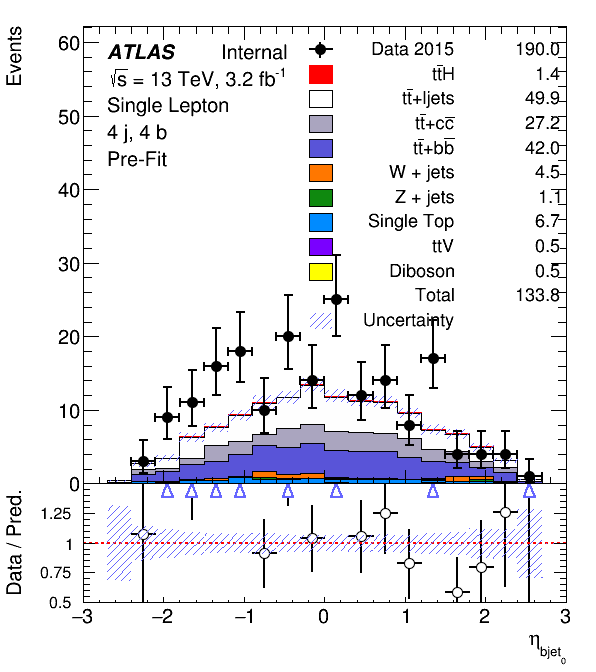 Events
60
50
40
30
20
10
0
ATLAS Internal
√s = 13 TeV, 3.2 fb⁻¹
Single Lepton
4 j, 4 b
Pre-Fit
Data 2015 190.0
tt̄H 1.4
tt̄+ljets 49.9
tt̄+cc̄ 27.2
tt̄+bb̄ 42.0
W + jets 4.5
Z + jets 1.1
Single Top 6.7
ttV 0.5
Diboson 0.5
Total 133.8
Uncertainty
Data / Pred.
1.25
1
0.75
0.5
−3 −2 −1 0 1 2 3
η_bjet_0